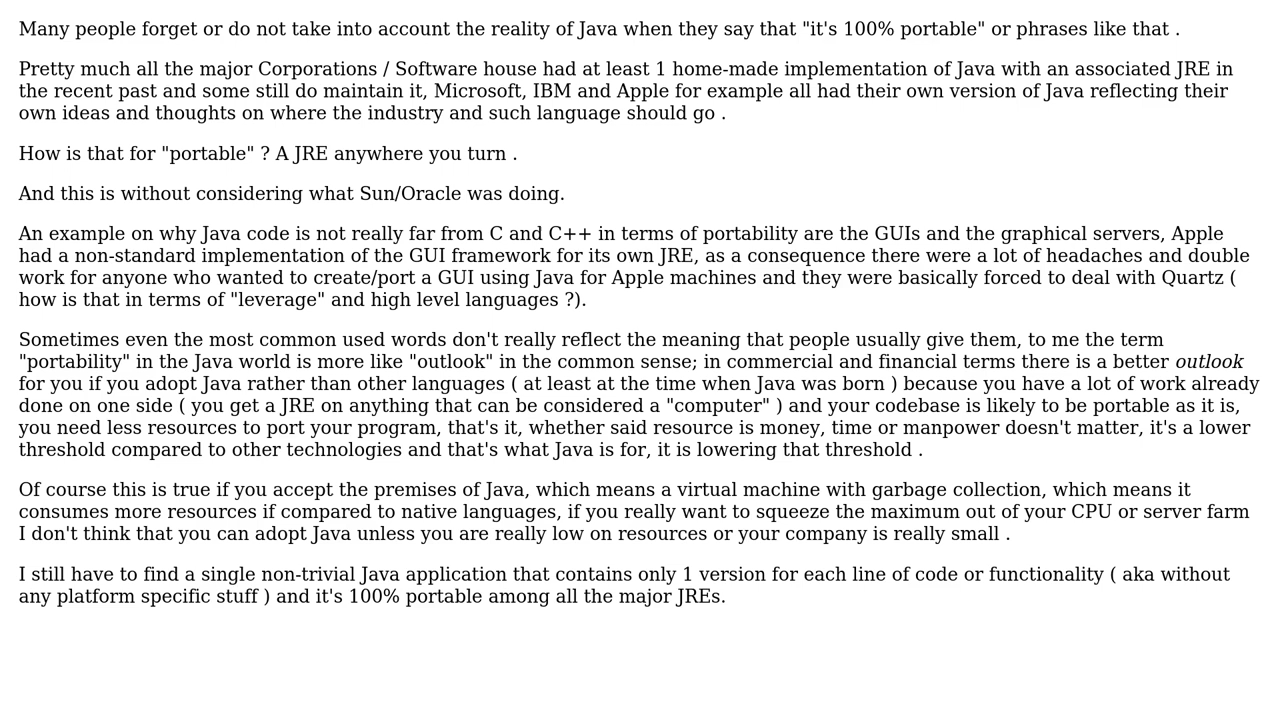 Many people forget or do not take into account the reality of Java when they say that "it's 100% portable" or phrases like that .
Pretty much all the major Corporations / Software house had at least 1 home-made implementation of Java with an associated JRE in
the recent past and some still do maintain it, Microsoft, IBM and Apple for example all had their own version of Java reflecting their
own ideas and thoughts on where the industry and such language should go .
How is that for "portable" ? A JRE anywhere you turn .
And this is without considering what Sun/Oracle was doing.
An example on why Java code is not really far from C and C++ in terms of portability are the GUIs and the graphical servers, Apple
had a non-standard implementation of the GUI framework for its own JRE, as a consequence there were a lot of headaches and double
work for anyone who wanted to create/port a GUI using Java for Apple machines and they were basically forced to deal with Quartz (
how is that in terms of "leverage" and high level languages ?).
Sometimes even the most common used words don't really reflect the meaning that people usually give them, to me the term
"portability" in the Java world is more like "outlook" in the common sense; in commercial and financial terms there is a better outlook
for you if you adopt Java rather than other languages ( at least at the time when Java was born ) because you have a lot of work already
done on one side ( you get a JRE on anything that can be considered a "computer" ) and your codebase is likely to be portable as it is,
you need less resources to port your program, that's it, whether said resource is money, time or manpower doesn't matter, it's a lower
threshold compared to other technologies and that's what Java is for, it is lowering that threshold .
Of course this is true if you accept the premises of Java, which means a virtual machine with garbage collection, which means it
consumes more resources if compared to native languages, if you really want to squeeze the maximum out of your CPU or server farm
I don't think that you can adopt Java unless you are really low on resources or your company is really small .
I still have to find a single non-trivial Java application that contains only 1 version for each line of code or functionality ( aka without
any platform specific stuff ) and it's 100% portable among all the major JREs.